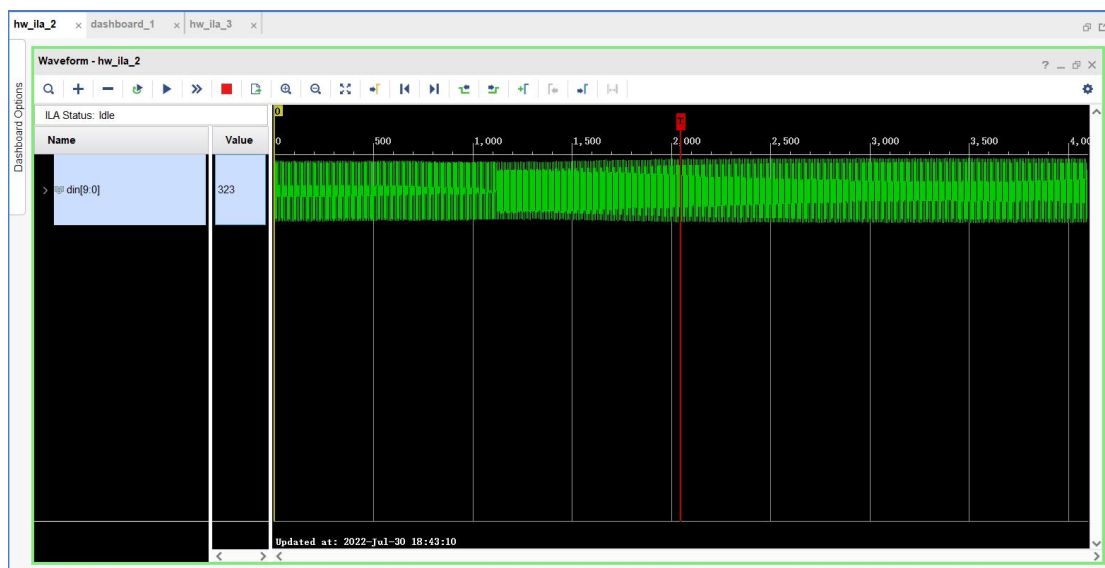 hw_ila_2 × dashboard_1 × hw_ila_3 ×
Dashboard Options
Waveform - hw_ila_2 ? _ ×
ILA Status: Idle
0
T
Name Value
0 500 1,000 1,500 2,000 2,500 3,000 3,500 4,00
din[9:0] 323
Updated at: 2022-Jul-30 18:43:10